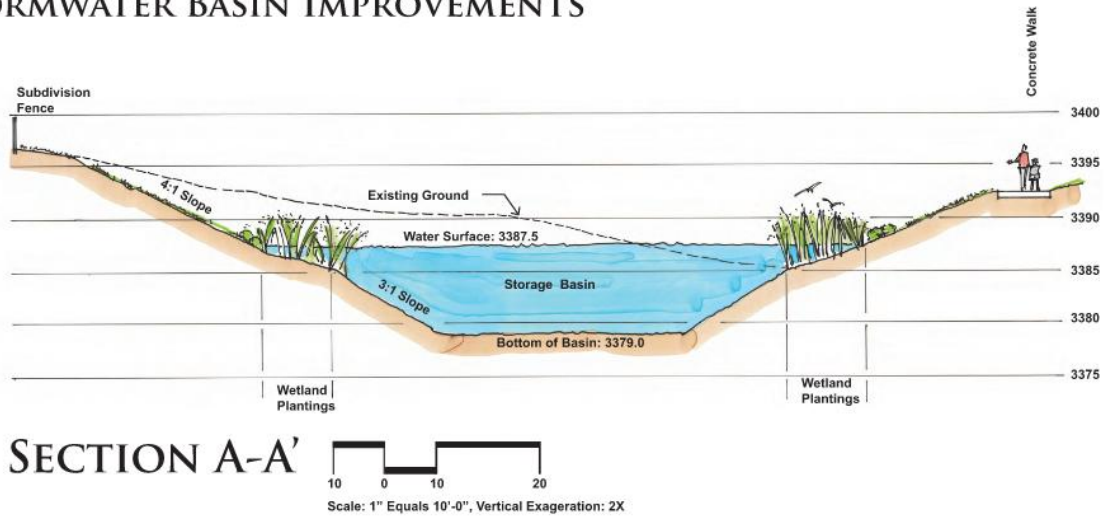 BASIN IMPROVEMENTS
Concrete Walk
Subdivision
Fence
3400
3395
4:1 Slope
Existing Ground
3390
Water Surface: 3387.5
3385
3:1 Slope
Storage Basin
3380
Bottom of Basin: 3379.0
3375
Wetland
Plantings
Wetland
Plantings
SECTION A-A’
10 0 10 20
Scale: 1” Equals 10’-0”, Vertical Exageration: 2X